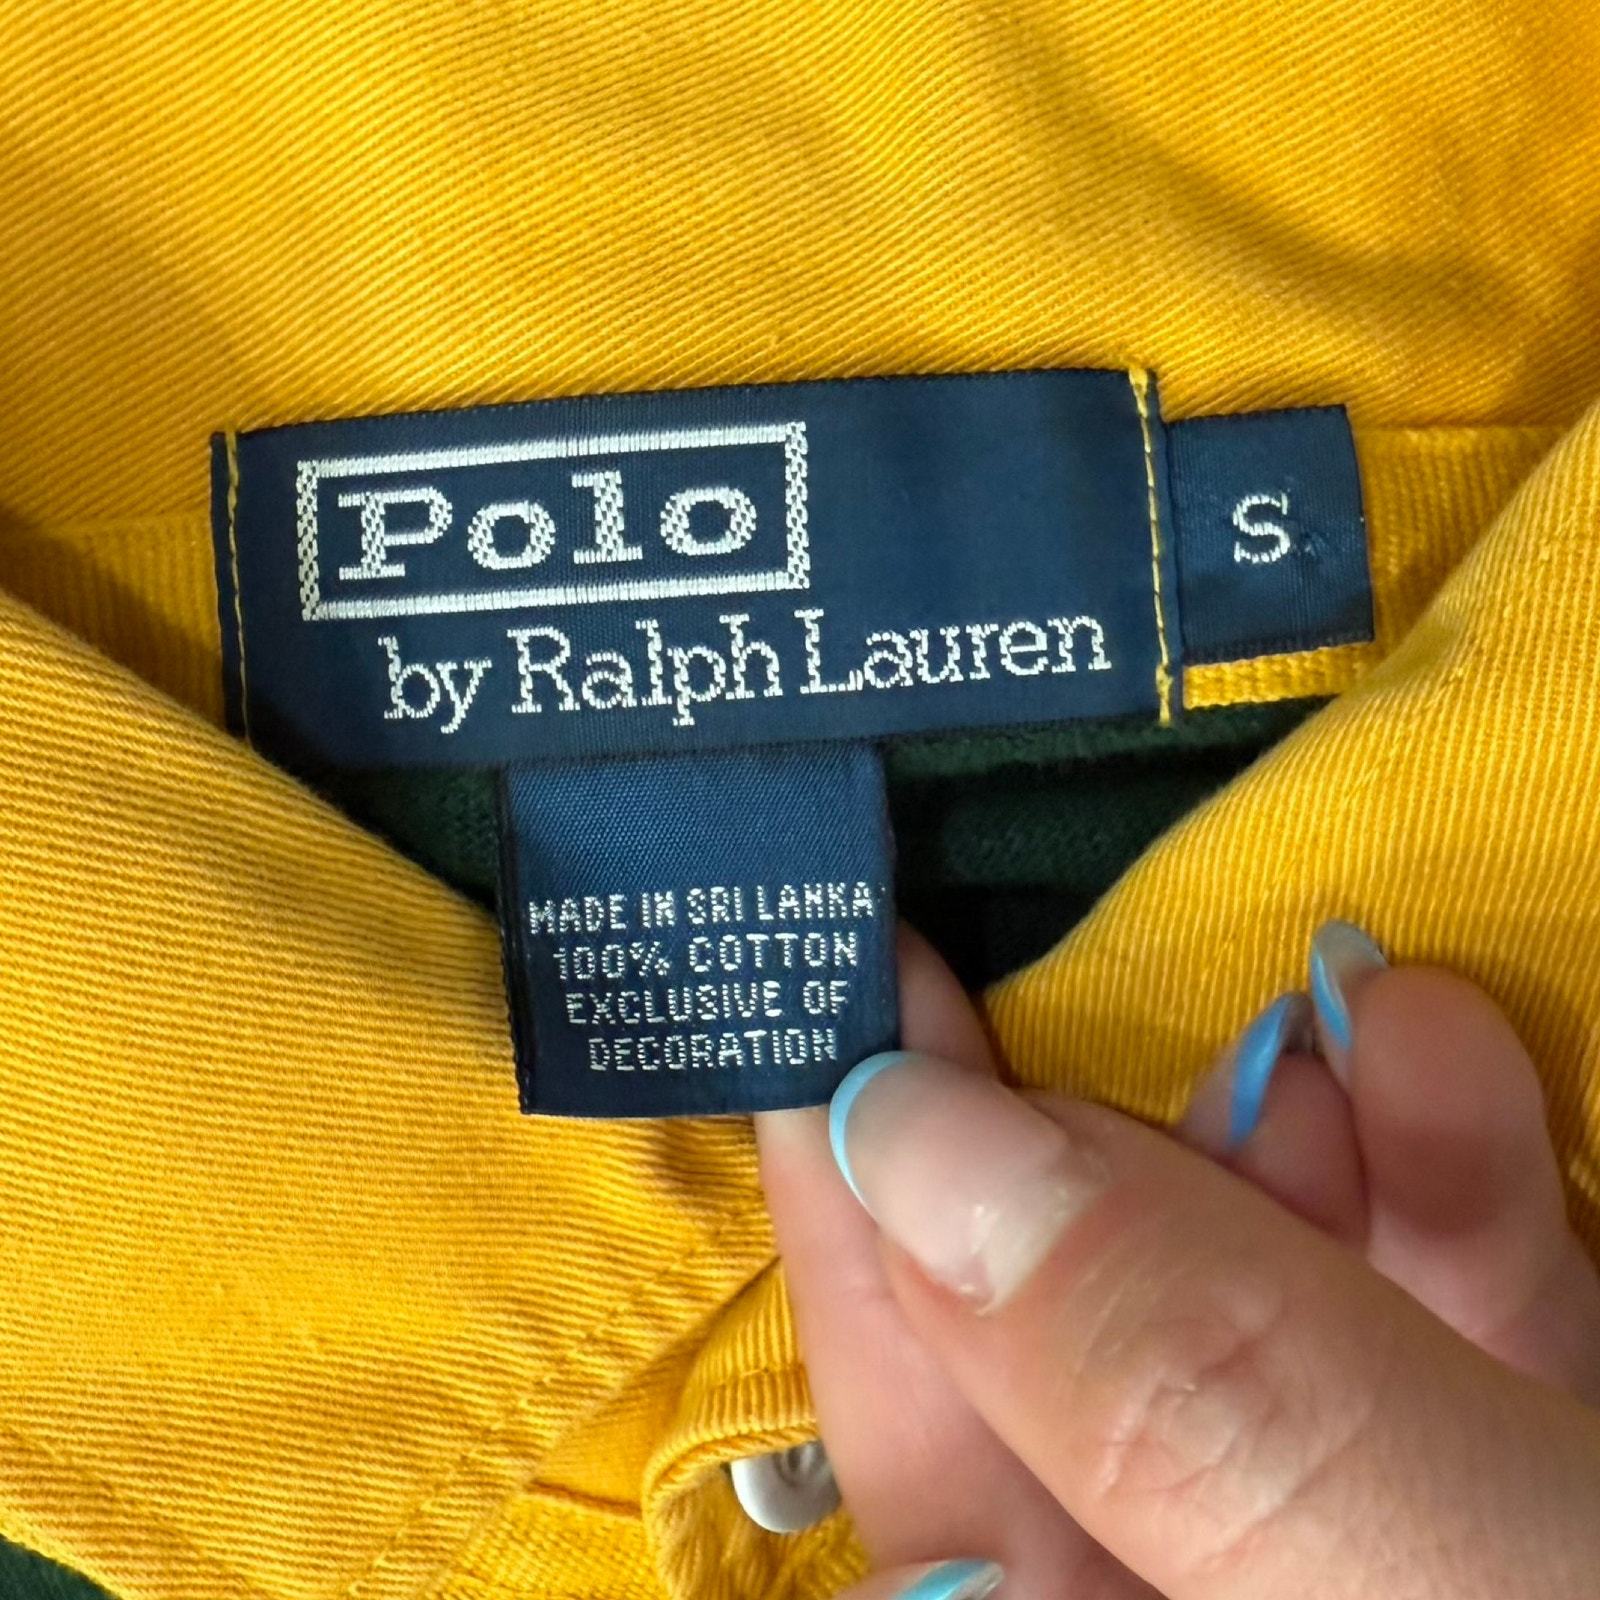 Polo
by Ralph Lauren
S
MADE IN SRI LANKA
100% COTTON
EXCLUSIVE OF
DECORATION